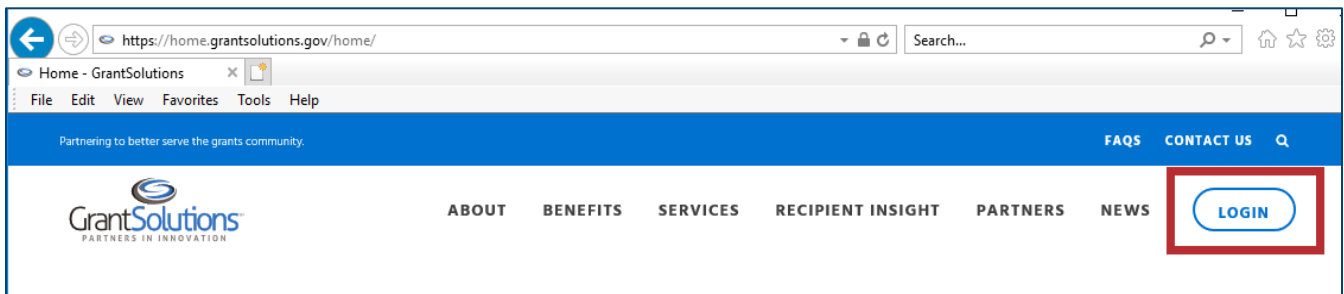 https://home.grantsolutions.gov/home/
Search...
Home - GrantSolutions
File Edit View Favorites Tools Help
Partnering to better serve the grants community.
FAQS CONTACT US
GrantSolutions
PARTNERS IN INNOVATION
ABOUT BENEFITS SERVICES RECIPIENT INSIGHT PARTNERS NEWS LOGIN